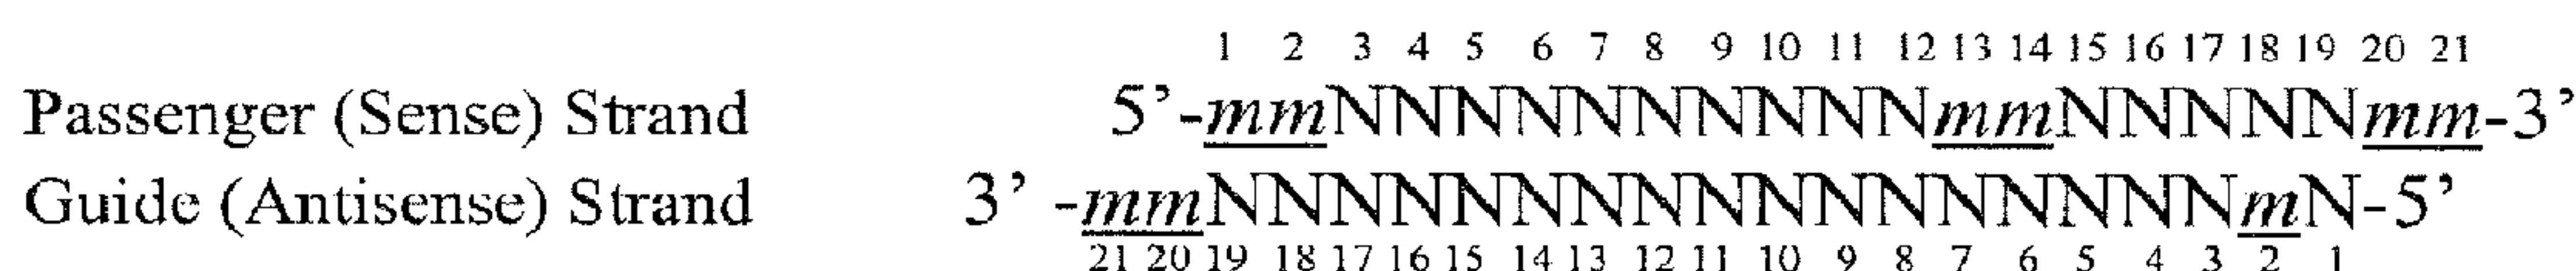 1 2 3 4 5 6 7 8 9 10 11 12 13 14 15 16 17 18 19 20 21
Passenger (Sense) Strand 5’-mmNNNNNNNNNNmmNNNNNmm-3’
Guide (Antisense) Strand 3’ -mmNNNNNNNNNNNNNNNNNmN-5’
21 20 19 18 17 16 15 14 13 12 11 10 9 8 7 6 5 4 3 2 1